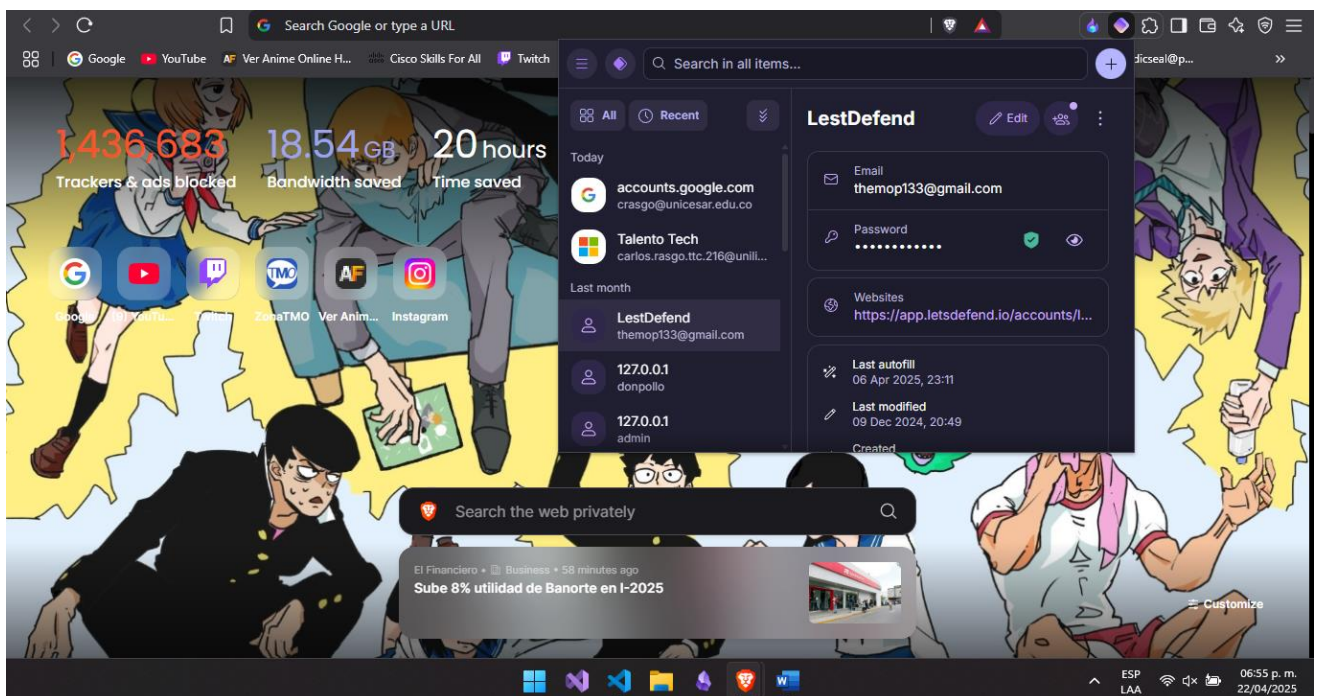 Search Google or type a URL
Google
YouTube
AF Ver Anime Online H...
Cisco Skills For All
Twitch
dicseal@p...
»
1,436,683
Trackers & ads blocked
18.54 GB
Bandwidth saved
20 hours
Time saved
TMO
AF
Google
Twitch
ZonaTMO
Ver Anim...
Instagram
Search in all items...
All
Recent
Today
accounts.google.com
crasgo@unicesar.edu.co
Talento Tech
carlos.rasgo.ttc.216@unili...
Last month
LestDefend
themop133@gmail.com
127.0.0.1
donpollo
127.0.0.1
admin
LestDefend
Edit
Email
themop133@gmail.com
Password
••••••••••••
Websites
https://app.letsdefend.io/accounts/l...
Last autofill
06 Apr 2025, 23:11
Last modified
09 Dec 2024, 20:49
Created
Search the web privately
El Financiero • Business • 58 minutes ago
Sube 8% utilidad de Banorte en I-2025
Customize
W
ESP
LAA
06:55 p. m.
22/04/2025